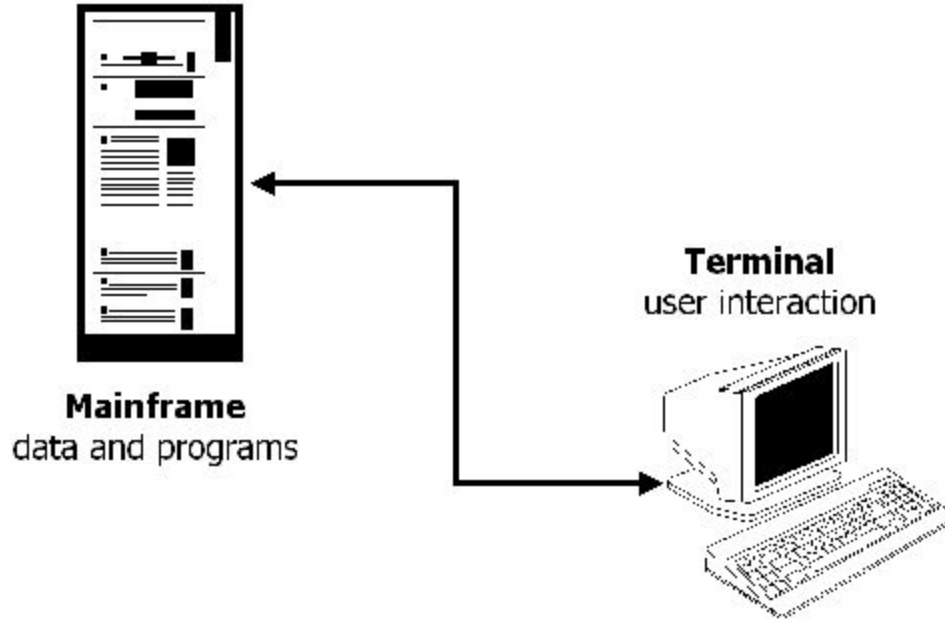 Mainframe
data and programs
Terminal
user interaction